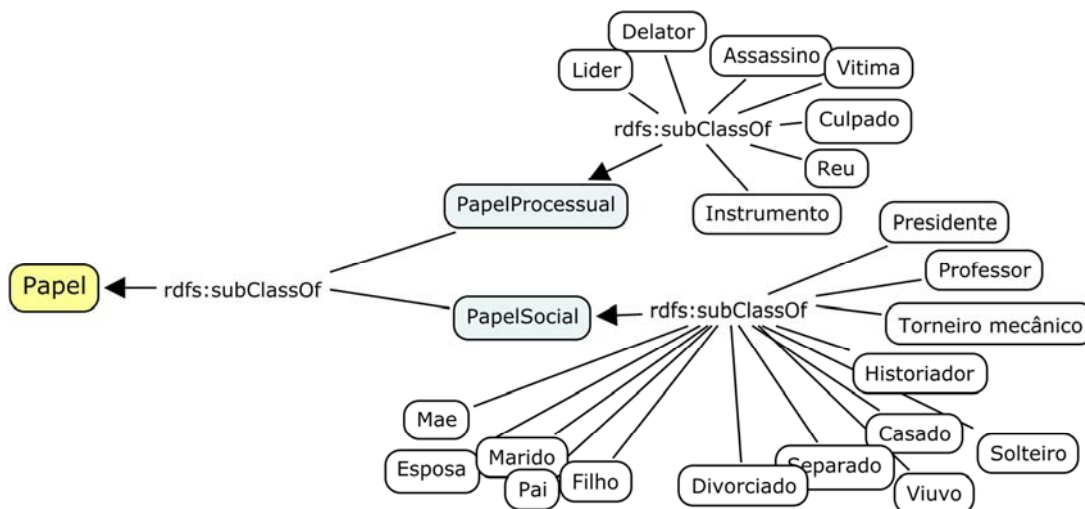 Delator
Assassino
Lider
Vitima
Culpado
rdfs:subClassOf
Reu
PapelProcessual
Instrumento
Presidente
Professor
Papel
rdfs:subClassOf
PapelSocial
rdfs:subClassOf
Torneiro mecânico
Historiador
Mae
Casado
Solteiro
Esposa
Marido
Separado
Pai
Filho
Divorciado
Viuvo